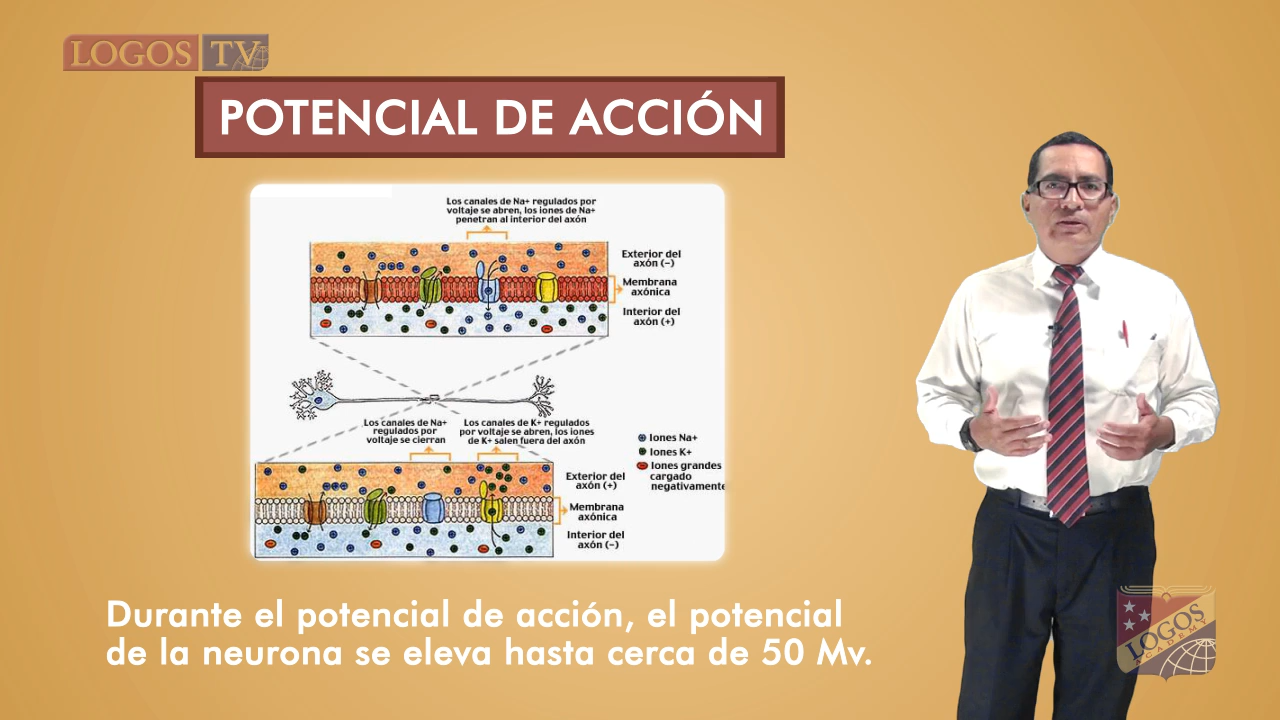 LOGOS TV
POTENCIAL DE ACCIÓN
Los canales de Na+ regulados por
voltaje se abren, los iones de Na+
penetran al interior del axón
Exterior del
axón (−)
Membrana
axónica
Interior del
axón (+)
Los canales de Na+
regulados por
voltaje se cierran
Los canales de K+ regulados
por voltaje se abren, los iones
de K+ salen fuera del axón
Iones Na+
Iones K+
Iones grandes
cargado
negativamente
Exterior del
axón (+)
Membrana
axónica
Interior del
axón (−)
Durante el potencial de acción, el potencial
de la neurona se eleva hasta cerca de 50 Mv.
LOGOS
ACADEMY